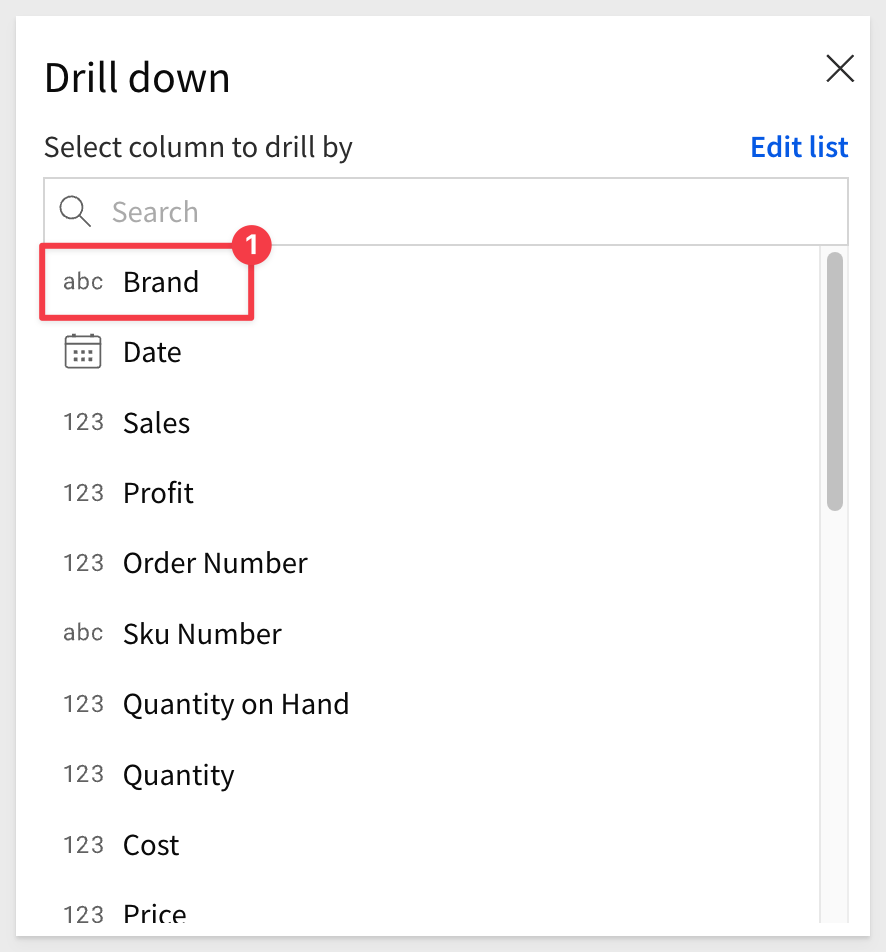 Drill down
Select column to drill by Edit list
Search
1
abc Brand
Date
123 Sales
123 Profit
123 Order Number
abc Sku Number
123 Quantity on Hand
123 Quantity
123 Cost
123 Price